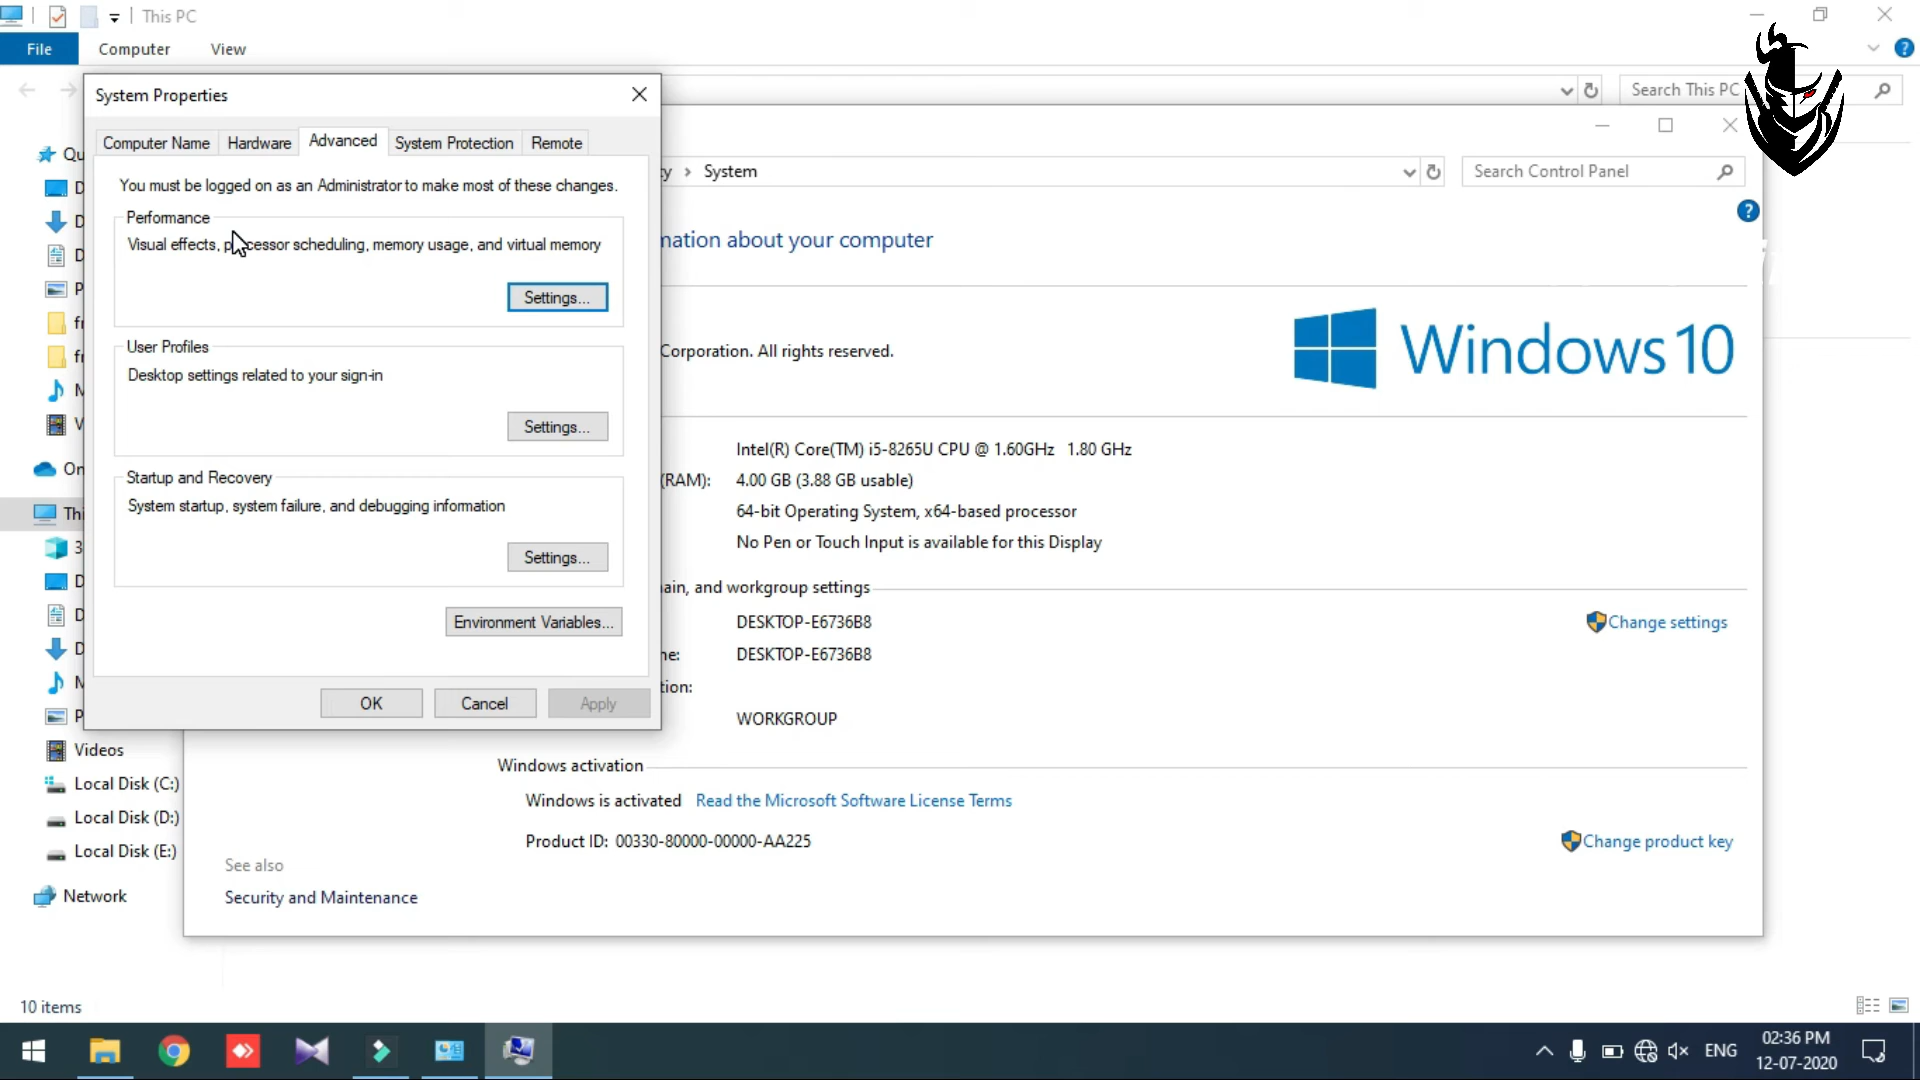 This PC
File
Computer
View
Search This PC
System Properties
Computer Name
Hardware
Advanced
System Protection
Remote
System
Search Control Panel
You must be logged on as an Administrator to make most of these changes.
Performance
Visual effects, processor scheduling, memory usage, and virtual memory
Settings...
User Profiles
Desktop settings related to your sign-in
Settings...
Startup and Recovery
System startup, system failure, and debugging information
Settings...
Environment Variables...
OK
Cancel
Apply
about your computer
Corporation. All rights reserved.
Windows 10
Intel(R) Core(TM) i5-8265U CPU @ 1.60GHz 1.80 GHz
(RAM):
4.00 GB (3.88 GB usable)
64-bit Operating System, x64-based processor
No Pen or Touch Input is available for this Display
and workgroup settings
DESKTOP-E6736B8
Change settings
DESKTOP-E6736B8
WORKGROUP
Windows activation
Windows is activated
Read the Microsoft Software License Terms
Product ID: 00330-80000-00000-AA225
Change product key
See also
Security and Maintenance
Videos
Local Disk (C:)
Local Disk (D:)
Local Disk (E:)
Network
10 items
ENG
02:36 PM
12-07-2020